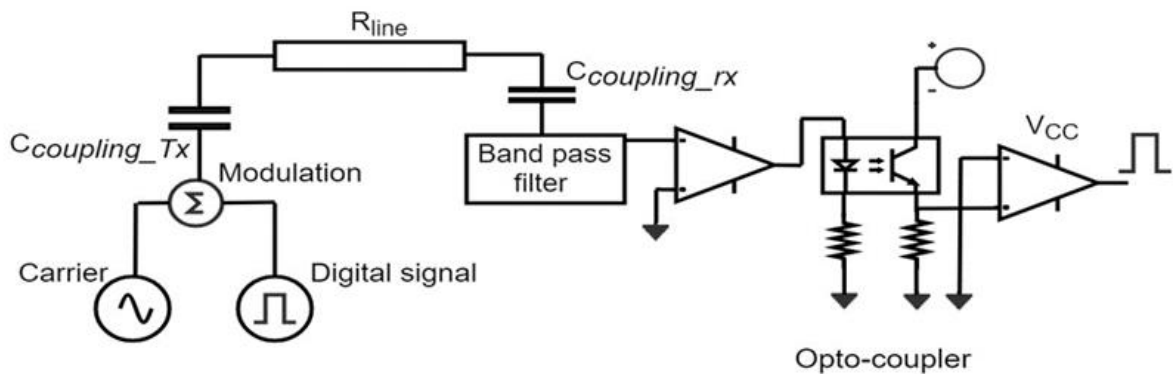 Rline
Ccoupling_rx
Ccoupling_Tx
Modulation
Σ
Band pass
filter
VCC
+
-
-
-
-
-
Carrier
Digital signal
Opto-coupler